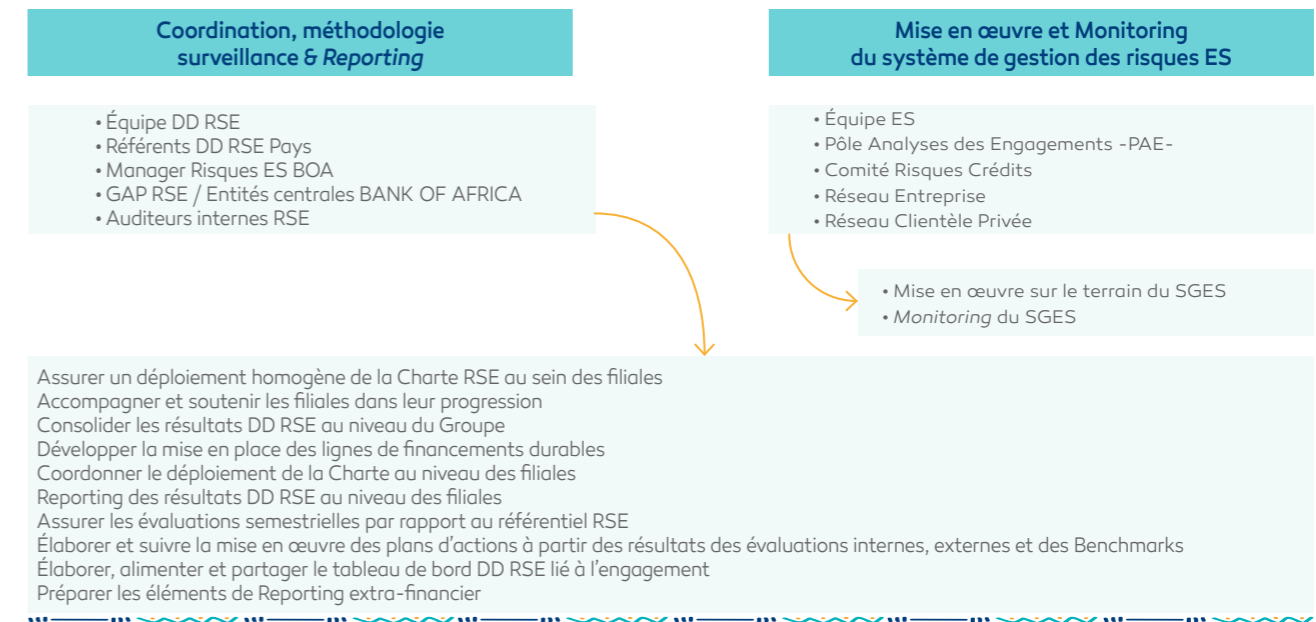 Coordination, méthodologie
surveillance & Reporting
• Équipe DD RSE
• Référents DD RSE Pays
• Manager Risques ES BOA
• GAP RSE / Entités centrales BANK OF AFRICA
• Auditeurs internes RSE
Mise en œuvre et Monitoring
du système de gestion des risques ES
• Équipe ES
• Pôle Analyses des Engagements -PAE-
• Comité Risques Crédits
• Réseau Entreprise
• Réseau Clientèle Privée
• Mise en œuvre sur le terrain du SGES
• Monitoring du SGES
Assurer un déploiement homogène de la Charte RSE au sein des filiales
Accompagner et soutenir les filiales dans leur progression
Consolider les résultats DD RSE au niveau du Groupe
Développer la mise en place des lignes de financements durables
Coordonner le déploiement de la Charte au niveau des filiales
Reporting des résultats DD RSE au niveau des filiales
Assurer les évaluations semestrielles par rapport au référentiel RSE
Élaborer et suivre la mise en œuvre des plans d’actions à partir des résultats des évaluations internes, externes et des Benchmarks
Élaborer, alimenter et partager le tableau de bord DD RSE lié à l’engagement
Préparer les éléments de Reporting extra-financier